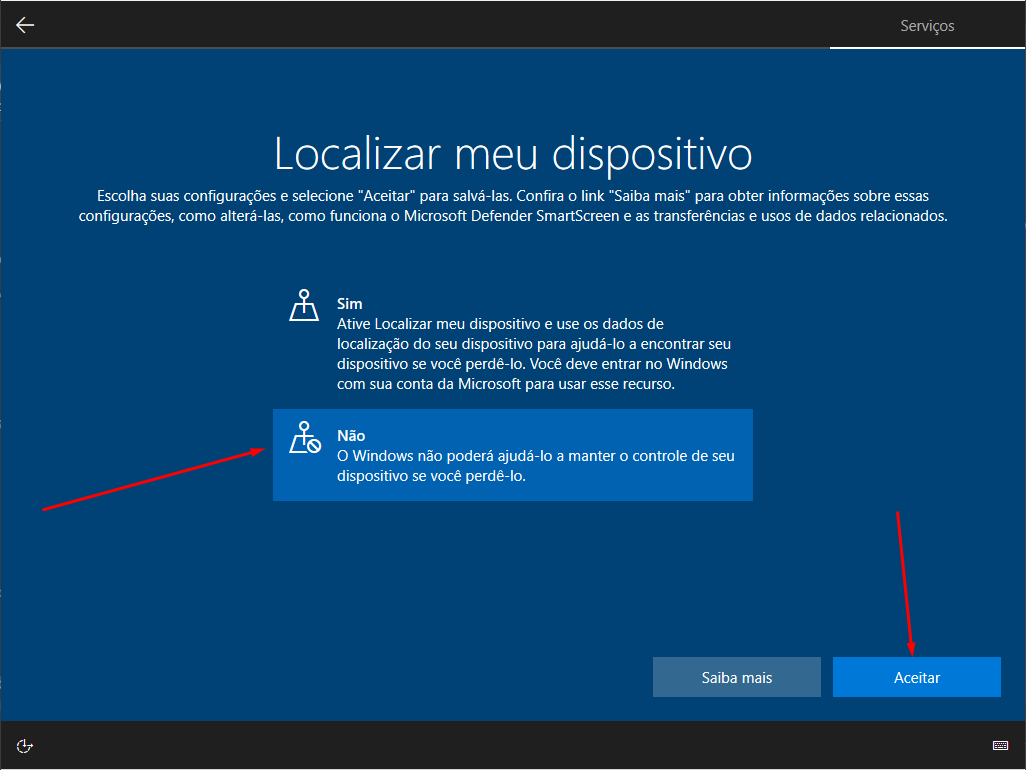 Serviços
Localizar meu dispositivo
Escolha suas configurações e selecione "Aceitar" para salvá-las. Confira o link "Saiba mais" para obter informações sobre essas
configurações, como alterá-las, como funciona o Microsoft Defender SmartScreen e as transferências e usos de dados relacionados.
Sim
Ative Localizar meu dispositivo e use os dados de
localização do seu dispositivo para ajudá-lo a encontrar seu
dispositivo se você perdê-lo. Você deve entrar no Windows
com sua conta da Microsoft para usar esse recurso.
Não
O Windows não poderá ajudá-lo a manter o controle de seu
dispositivo se você perdê-lo.
Saiba mais
Aceitar